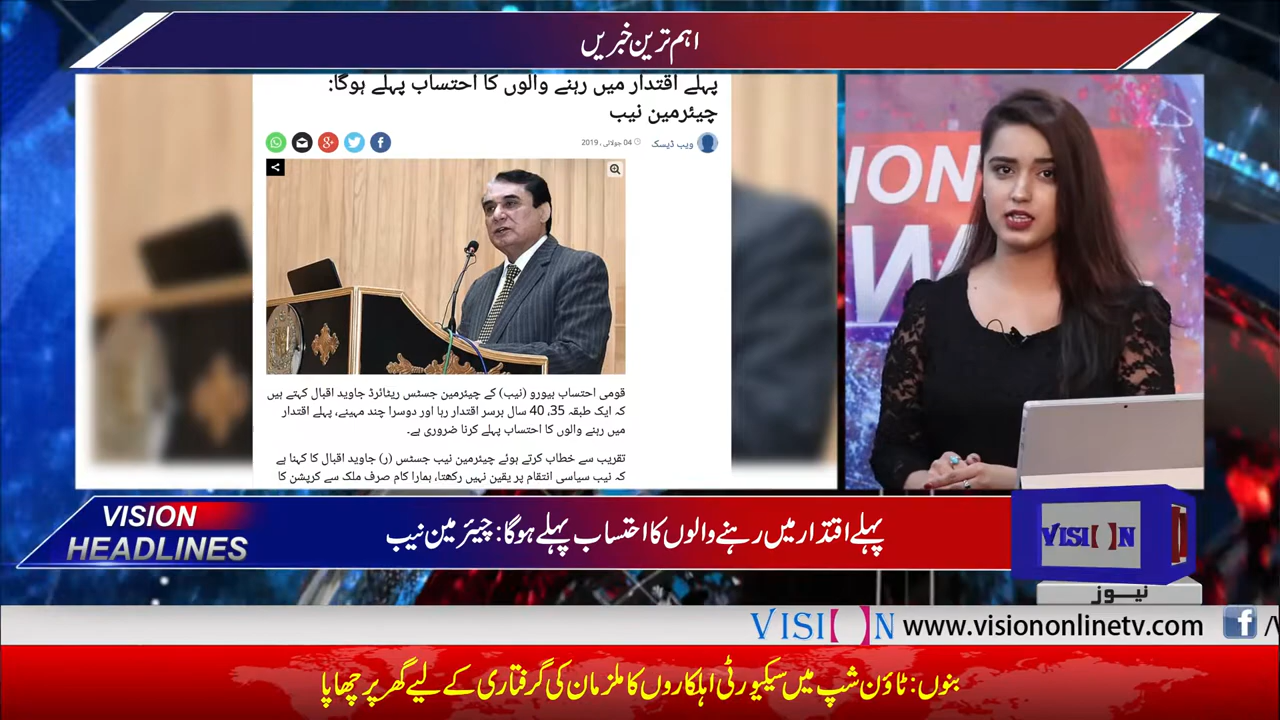 اہم ترین خبریں
پہلے اقتدار میں رہنے والوں کا احتساب پہلے ہوگا:
چیئرمین نیب
ویب ڈیسک
04 جولائی، 2019
قومی احتساب بیورو (نیب) کے چیئرمین جسٹس ریٹائرڈ جاوید اقبال کہتے ہیں
کہ ایک طبقہ 35، 40 سال برسر اقتدار رہا اور دوسرا چند مہینے، پہلے اقتدار
میں رہنے والوں کا احتساب پہلے کرنا ضروری ہے۔
تقریب سے خطاب کرتے ہوئے چیئرمین نیب جسٹس (ر) جاوید اقبال کا کہنا ہے
کہ نیب سیاسی انتقام پر یقین نہیں رکھتا، ہمارا کام صرف ملک سے کرپشن کا
ION
W
VISION
HEADLINES
پہلے اقتدار میں رہنے والوں کا احتساب پہلے ہوگا: چیئرمین نیب
VISION
نیوز
VISION www.visiononlinetv.com f /V
بنوں: ٹاؤن شپ میں سیکیورٹی اہلکاروں کا ملزمان کی گرفتاری کے لیے گھر پر چھاپا